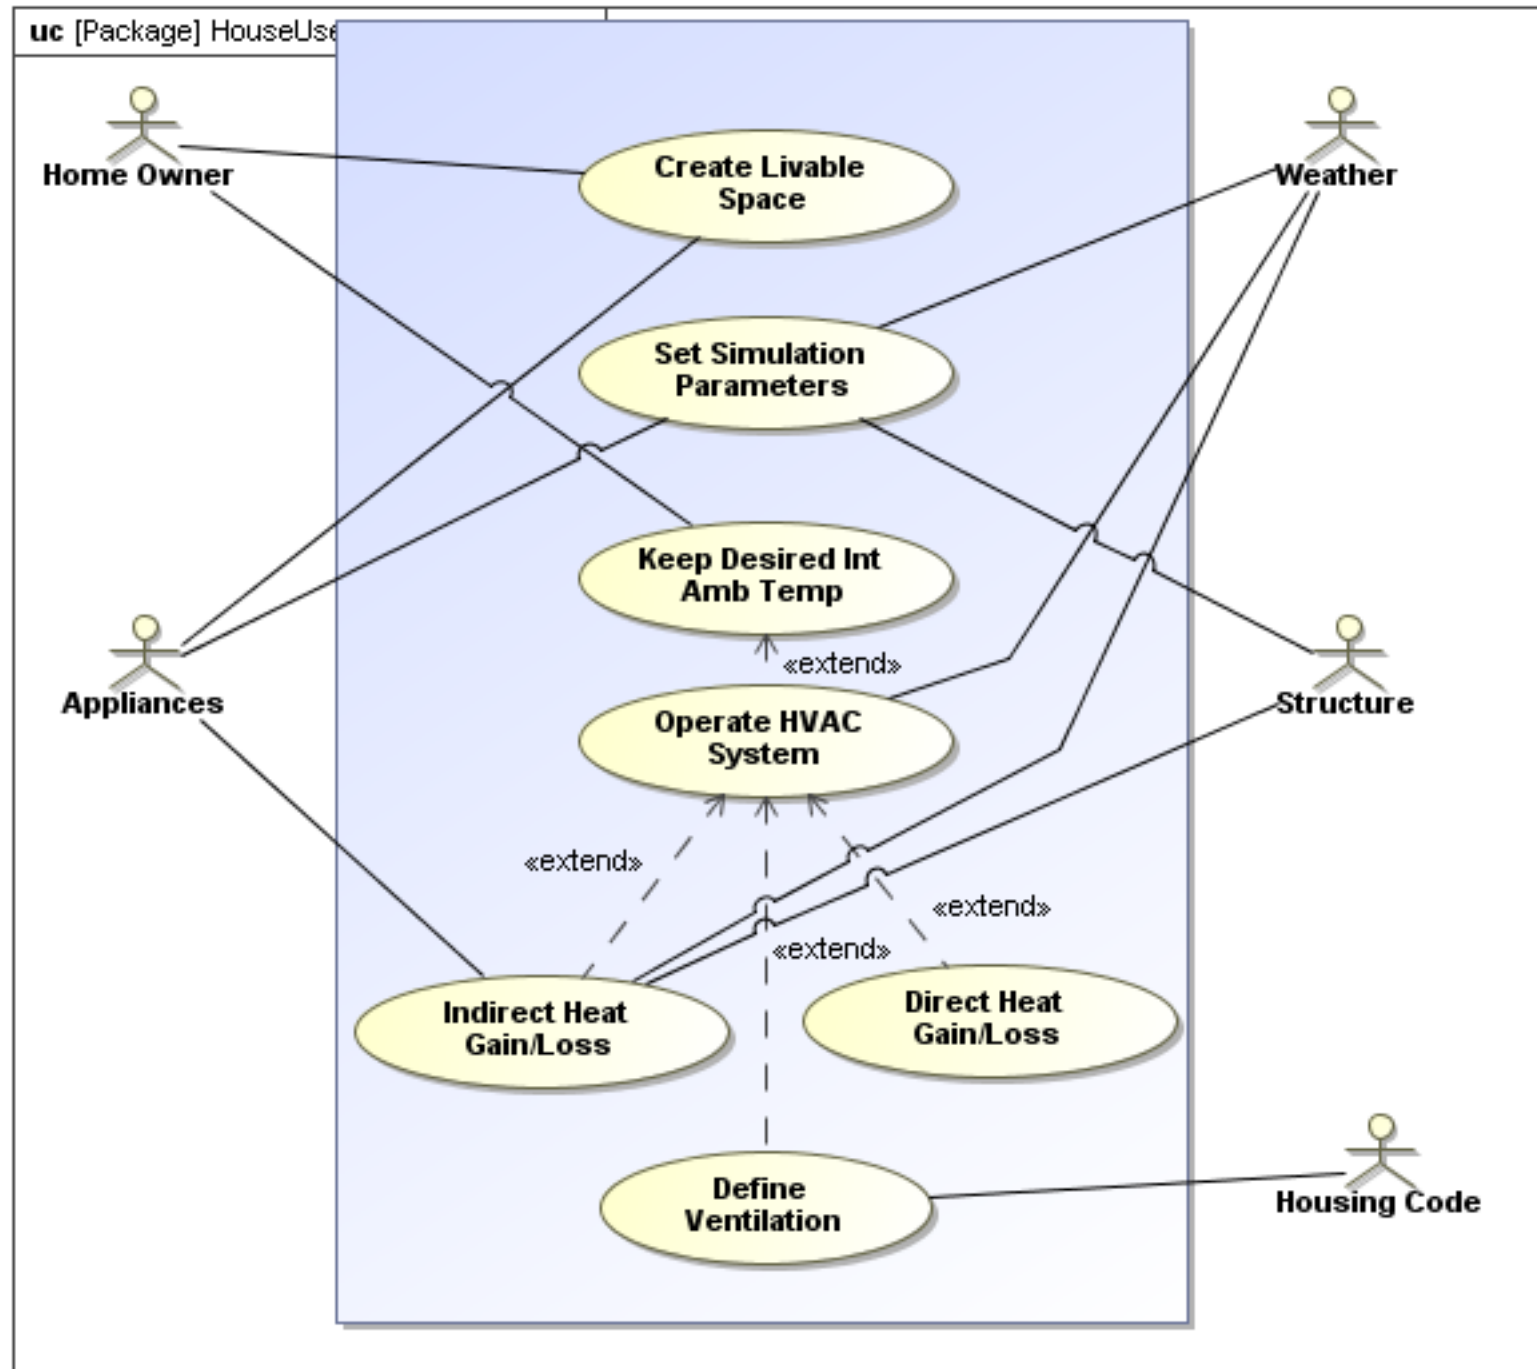 uc [Package] HouseUse
Home Owner
Weather
Create Livable
Space
Set Simulation
Parameters
Keep Desired Int
Amb Temp
«extend»
Appliances
Structure
Operate HVAC
System
«extend»
«extend»
«extend»
Indirect Heat
Gain/Loss
Direct Heat
Gain/Loss
Define
Ventilation
Housing Code